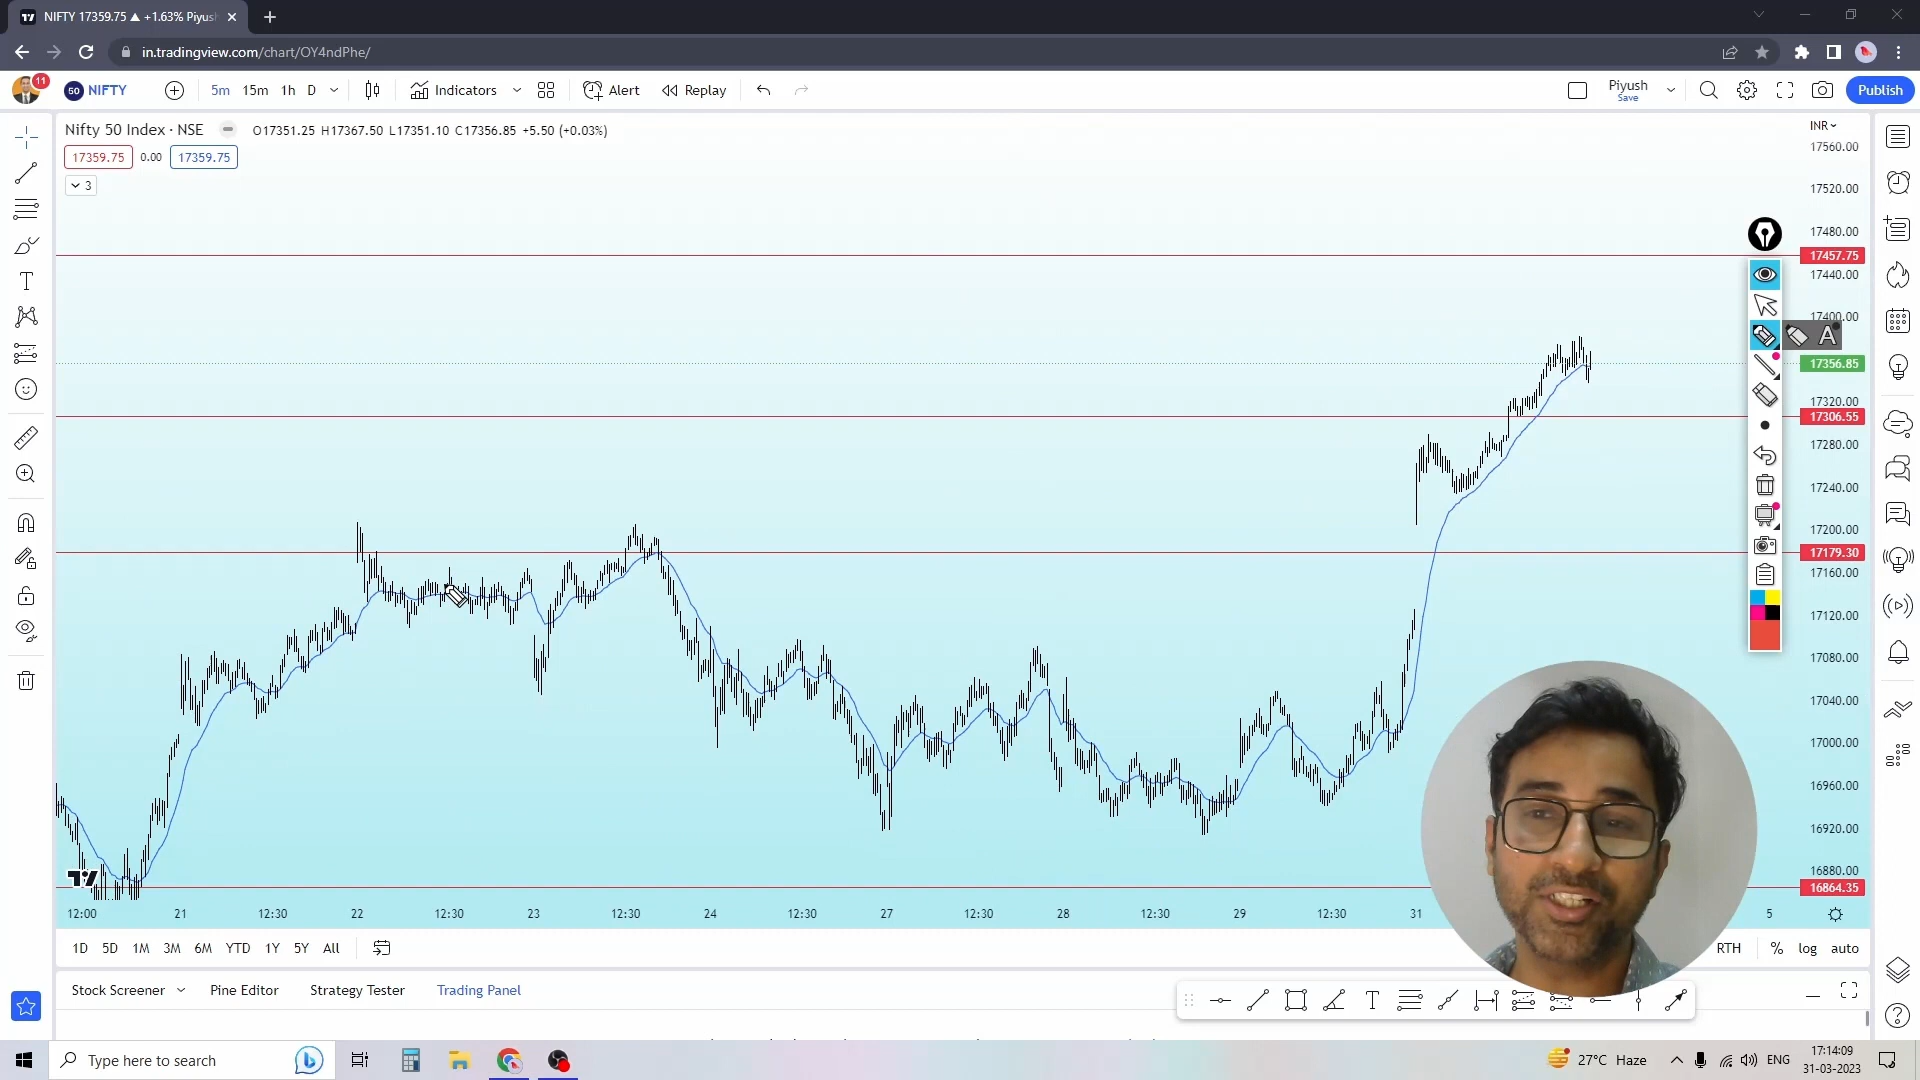 NIFTY 17359.75 ▲ +1.63% Piyush
in.tradingview.com/chart/OY4ndPhe/
11
50 NIFTY
5m 15m 1h D
Indicators
Alert
Replay
Piyush
Save
Publish
Nifty 50 Index · NSE
O17351.25 H17367.50 L17351.10 C17356.85 +5.50 (+0.03%)
INR
17359.75 0.00 17359.75
3
17560.00
17520.00
17480.00
17457.75
17440.00
17400.00
A
17356.85
17320.00
17306.55
17280.00
17240.00
17200.00
17179.30
17160.00
17120.00
17080.00
17040.00
17000.00
16960.00
16920.00
16880.00
16864.35
12:00 21 12:30 22 12:30 23 12:30 24 12:30 27 12:30 28 12:30 29 12:30 31 5
1D 5D 1M 3M 6M YTD 1Y 5Y All
RTH % log auto
Stock Screener Pine Editor Strategy Tester Trading Panel
Type here to search
27°C Haze
ENG
17:14:09
31-03-2023